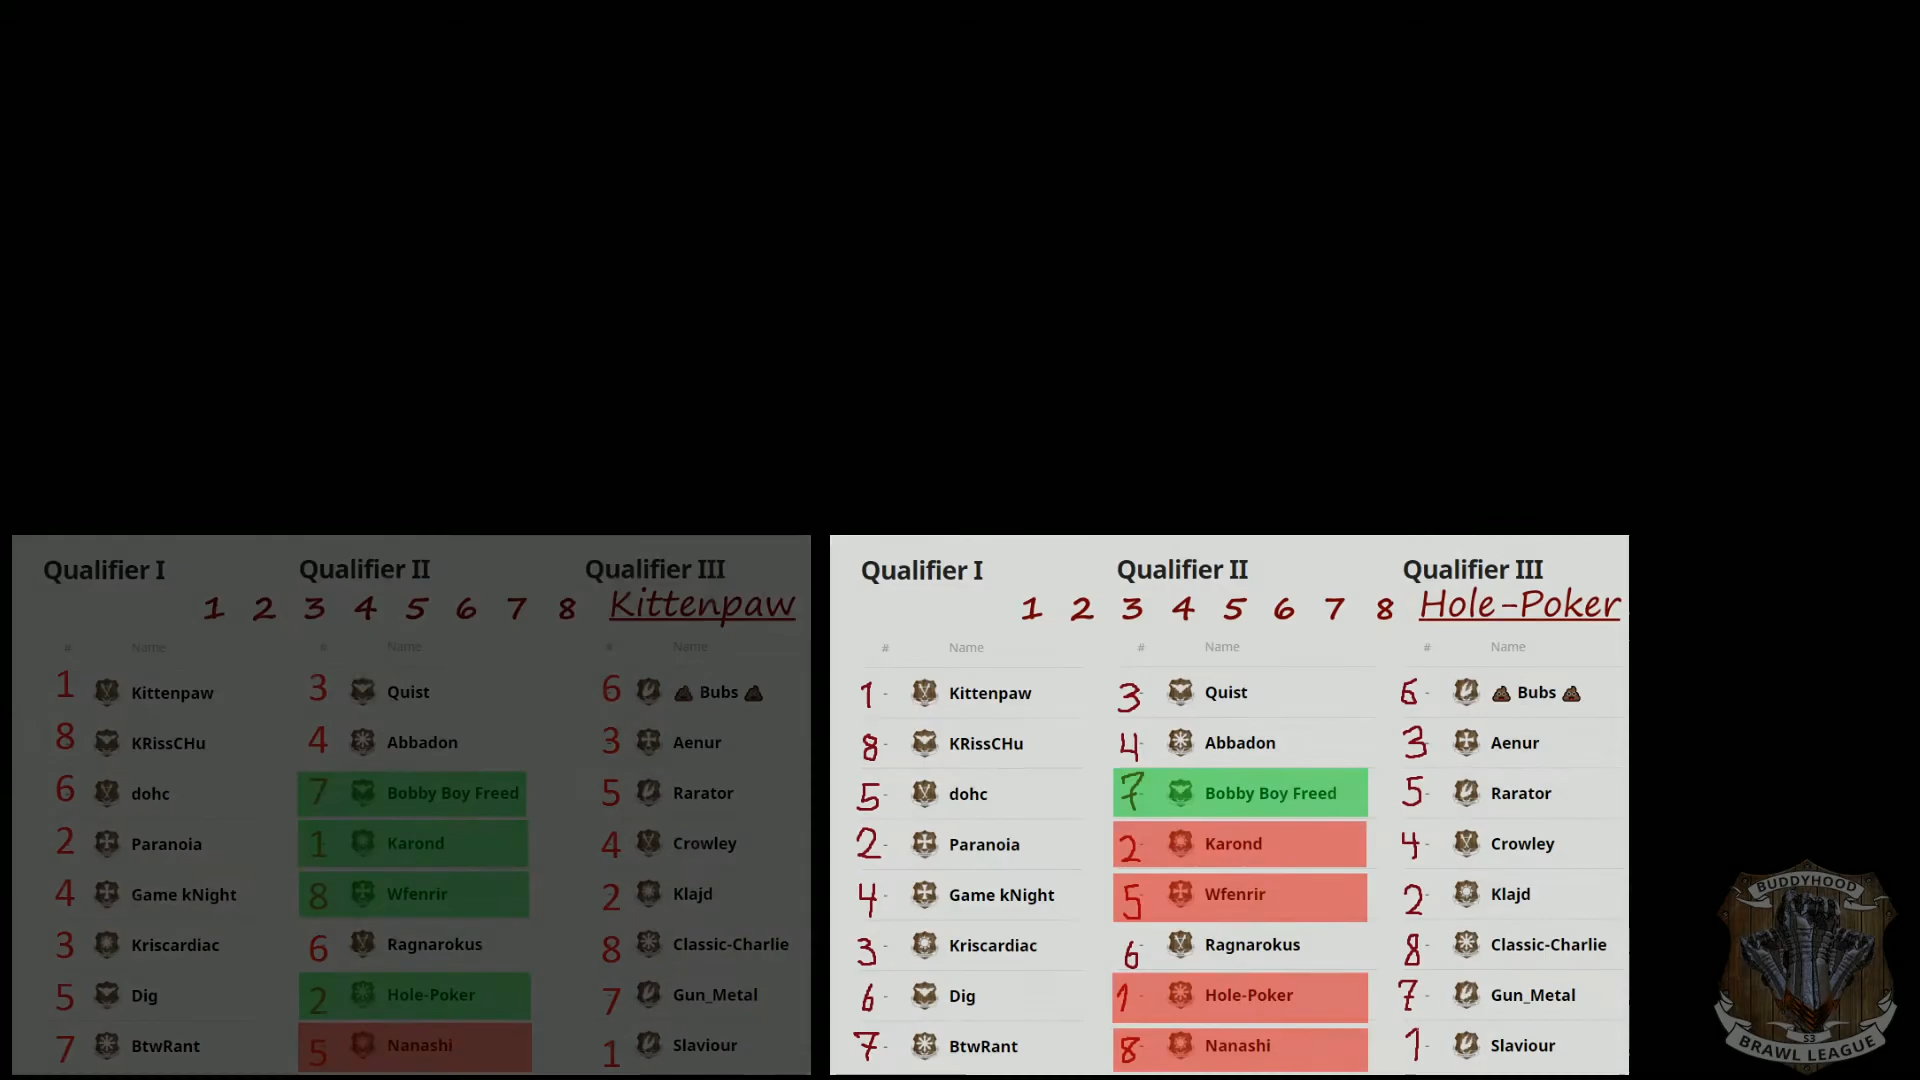 Qualifier I Qualifier II Qualifier III
1 2 3 4 5 6 7 8 Kittenpaw
# Name # Name # Name
1 Kittenpaw 3 Quist 6 💩 Bubs 💩
8 KRissCHu 4 Abbadon 3 Aenur
6 dohc 7 Bobby Boy Freed 5 Rarator
2 Paranoia 1 Karond 4 Crowley
4 Game kNight 8 Wfenrir 2 Klajd
3 Kriscardiac 6 Ragnarokus 8 Classic-Charlie
5 Dig 2 Hole-Poker 7 Gun_Metal
7 BtwRant 5 Nanashi 1 Slaviour
Qualifier I Qualifier II Qualifier III
1 2 3 4 5 6 7 8 Hole-Poker
# Name # Name # Name
1 - Kittenpaw 3 - Quist 6 - 💩 Bubs 💩
8 - KRissCHu 4 - Abbadon 3 - Aenur
5 - dohc 7 - Bobby Boy Freed 5 - Rarator
2 - Paranoia 2 - Karond 4 - Crowley
4 - Game kNight 5 - Wfenrir 2 - Klajd
3 - Kriscardiac 6 - Ragnarokus 8 - Classic-Charlie
6 - Dig 1 - Hole-Poker 7 - Gun_Metal
7 - BtwRant 8 - Nanashi 1 - Slaviour
BUDDYHOOD
S3
BRAWL LEAGUE